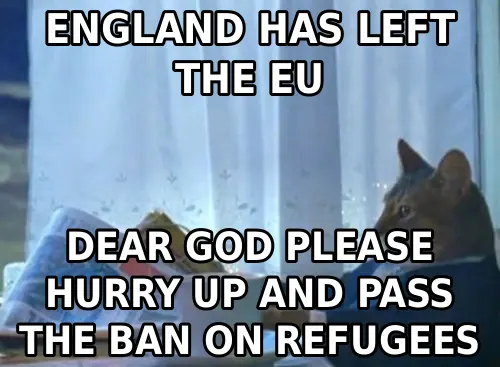 ENGLAND HAS LEFT
THE EU
DEAR GOD PLEASE
HURRY UP AND PASS
THE BAN ON REFUGEES